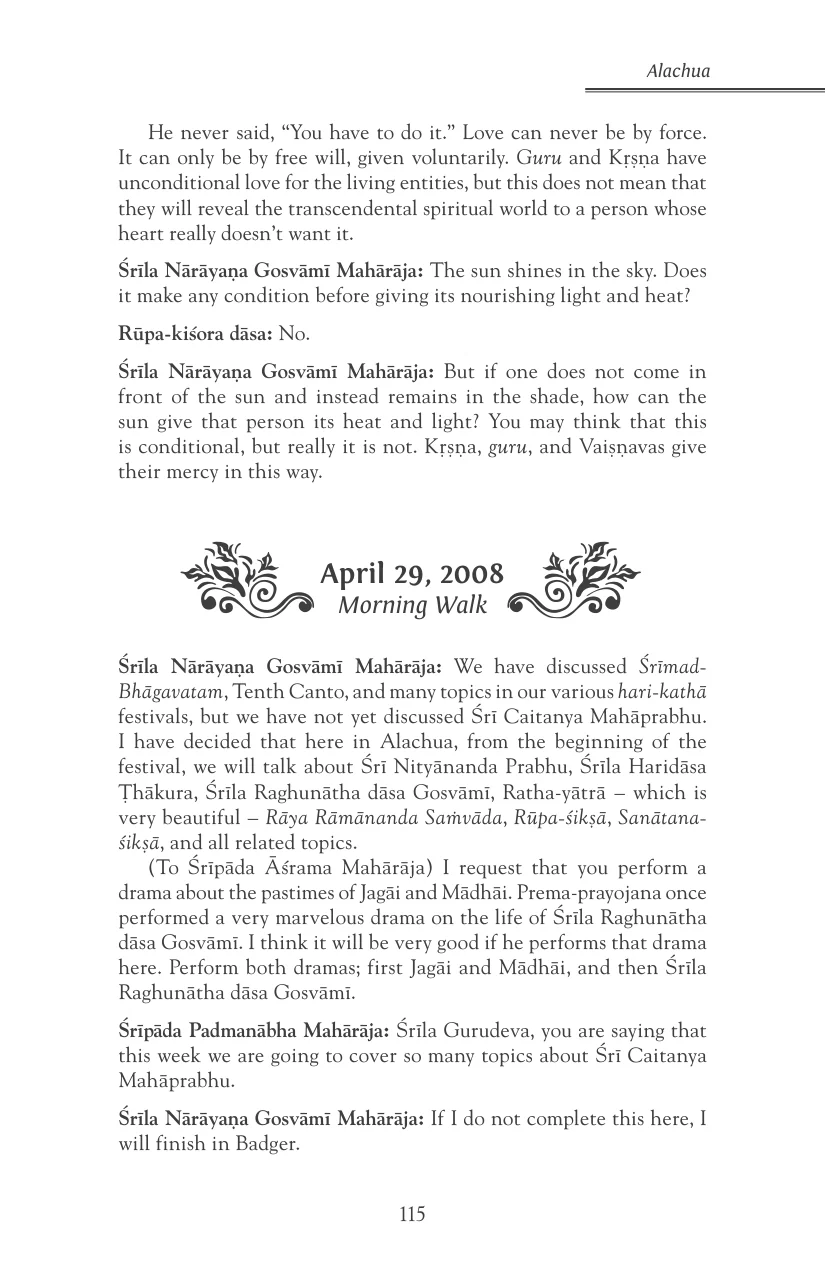 Alachua
He never said, “You have to do it.” Love can never be by force.
It can only be by free will, given voluntarily. Guru and Kṛṣṇa have
unconditional love for the living entities, but this does not mean that
they will reveal the transcendental spiritual world to a person whose
heart really doesn’t want it.
Śrīla Nārāyaṇa Gosvāmī Mahārāja: The sun shines in the sky. Does
it make any condition before giving its nourishing light and heat?
Rūpa-kiśora dāsa: No.
Śrīla Nārāyaṇa Gosvāmī Mahārāja: But if one does not come in
front of the sun and instead remains in the shade, how can the
sun give that person its heat and light? You may think that this
is conditional, but really it is not. Kṛṣṇa, guru, and Vaiṣṇavas give
their mercy in this way.
April 29, 2008
Morning Walk
Śrīla Nārāyaṇa Gosvāmī Mahārāja: We have discussed Śrīmad-
Bhāgavatam, Tenth Canto, and many topics in our various hari-kathā
festivals, but we have not yet discussed Śrī Caitanya Mahāprabhu.
I have decided that here in Alachua, from the beginning of the
festival, we will talk about Śrī Nityānanda Prabhu, Śrīla Haridāsa
Ṭhākura, Śrīla Raghunātha dāsa Gosvāmī, Ratha-yātrā – which is
very beautiful – Rāya Rāmānanda Saṁvāda, Rūpa-śikṣā, Sanātana-
śikṣā, and all related topics.
(To Śrīpāda Āśrama Mahārāja) I request that you perform a
drama about the pastimes of Jagāi and Mādhāi. Prema-prayojana once
performed a very marvelous drama on the life of Śrīla Raghunātha
dāsa Gosvāmī. I think it will be very good if he performs that drama
here. Perform both dramas; first Jagāi and Mādhāi, and then Śrīla
Raghunātha dāsa Gosvāmī.
Śrīpāda Padmanābha Mahārāja: Śrīla Gurudeva, you are saying that
this week we are going to cover so many topics about Śrī Caitanya
Mahāprabhu.
Śrīla Nārāyaṇa Gosvāmī Mahārāja: If I do not complete this here, I
will finish in Badger.
115